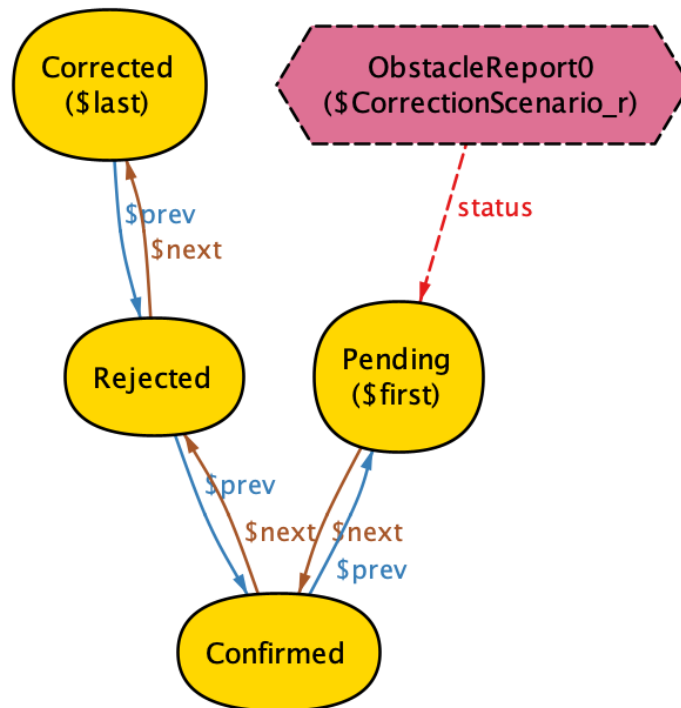 Corrected
($last)
ObstacleReport0
($CorrectionScenario_r)
$prev
$next
status
Rejected
Pending
($first)
$prev
$next
$next
$prev
Confirmed